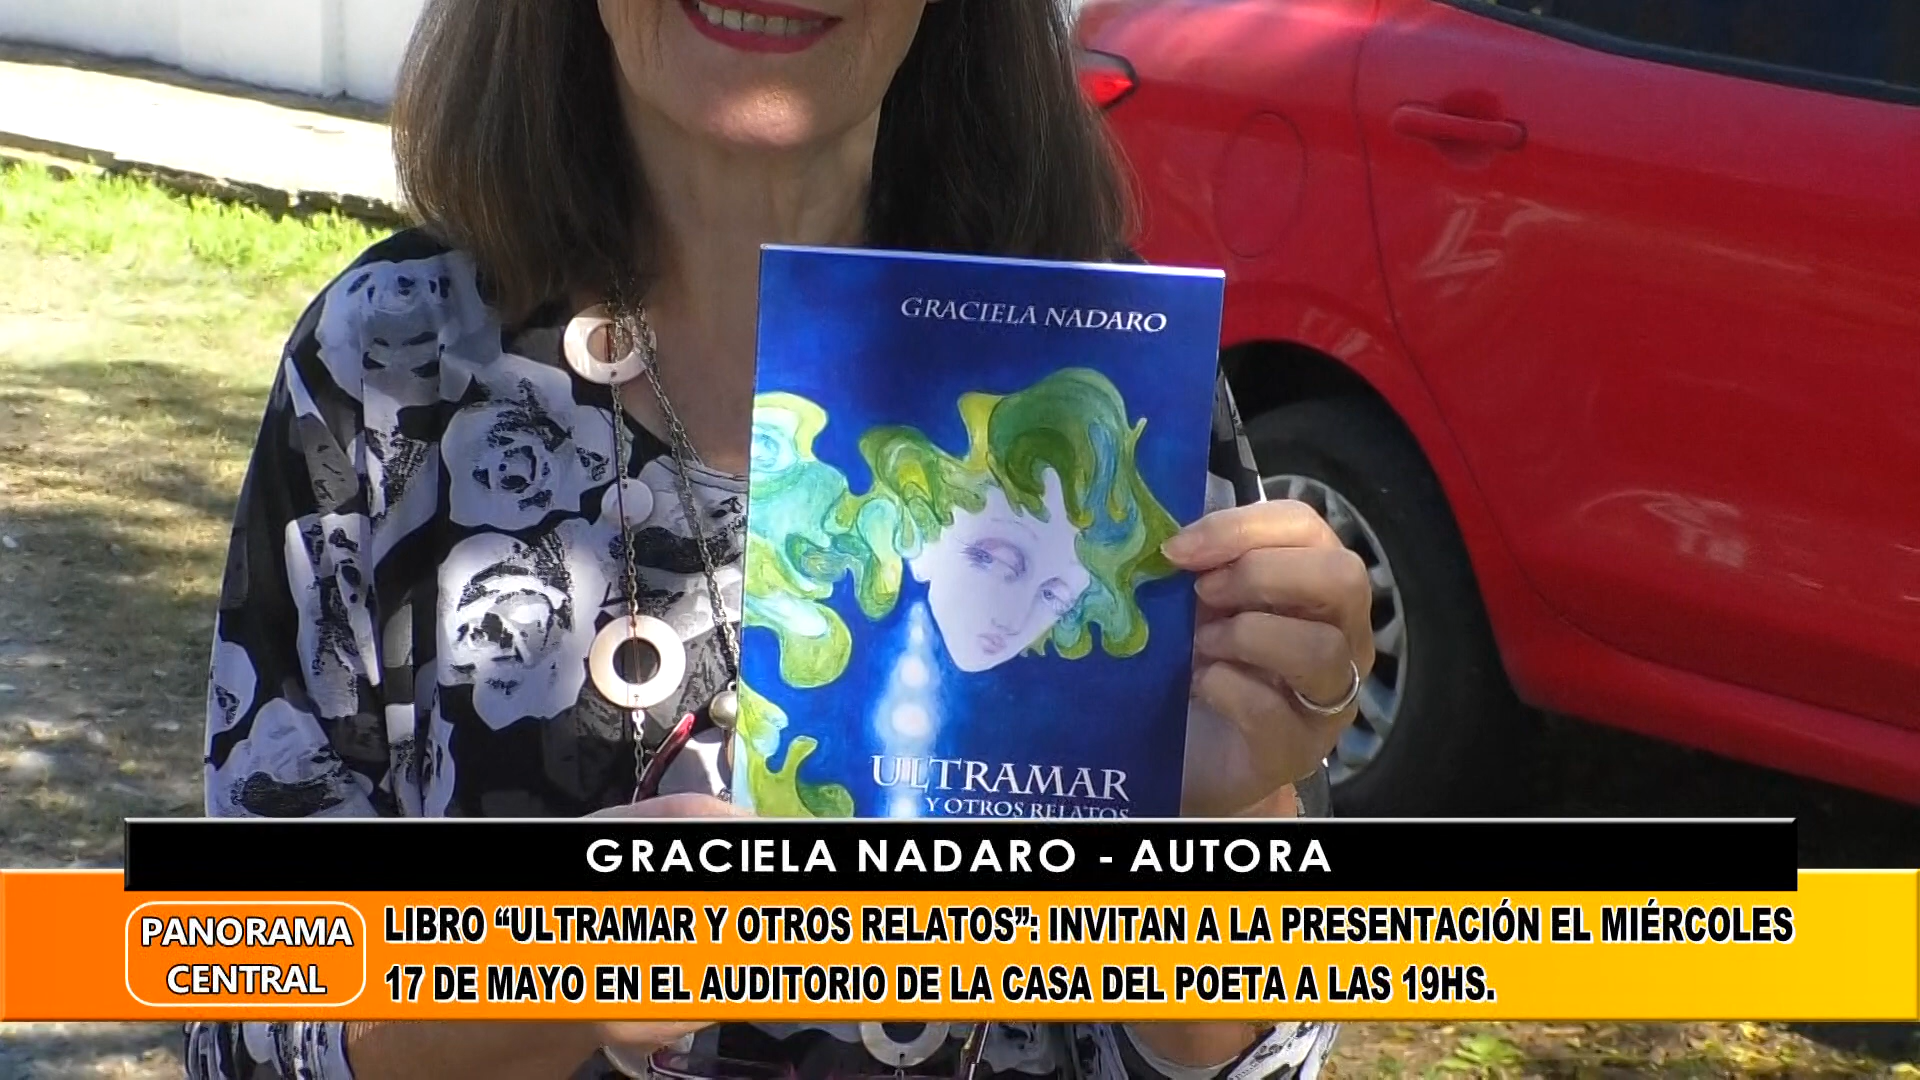 GRACIELA NADARO
ULTRAMAR
Y OTROS RELATOS
GRACIELA NADARO - AUTORA
PANORAMA
CENTRAL
LIBRO “ULTRAMAR Y OTROS RELATOS”: INVITAN A LA PRESENTACIÓN EL MIÉRCOLES
17 DE MAYO EN EL AUDITORIO DE LA CASA DEL POETA A LAS 19HS.